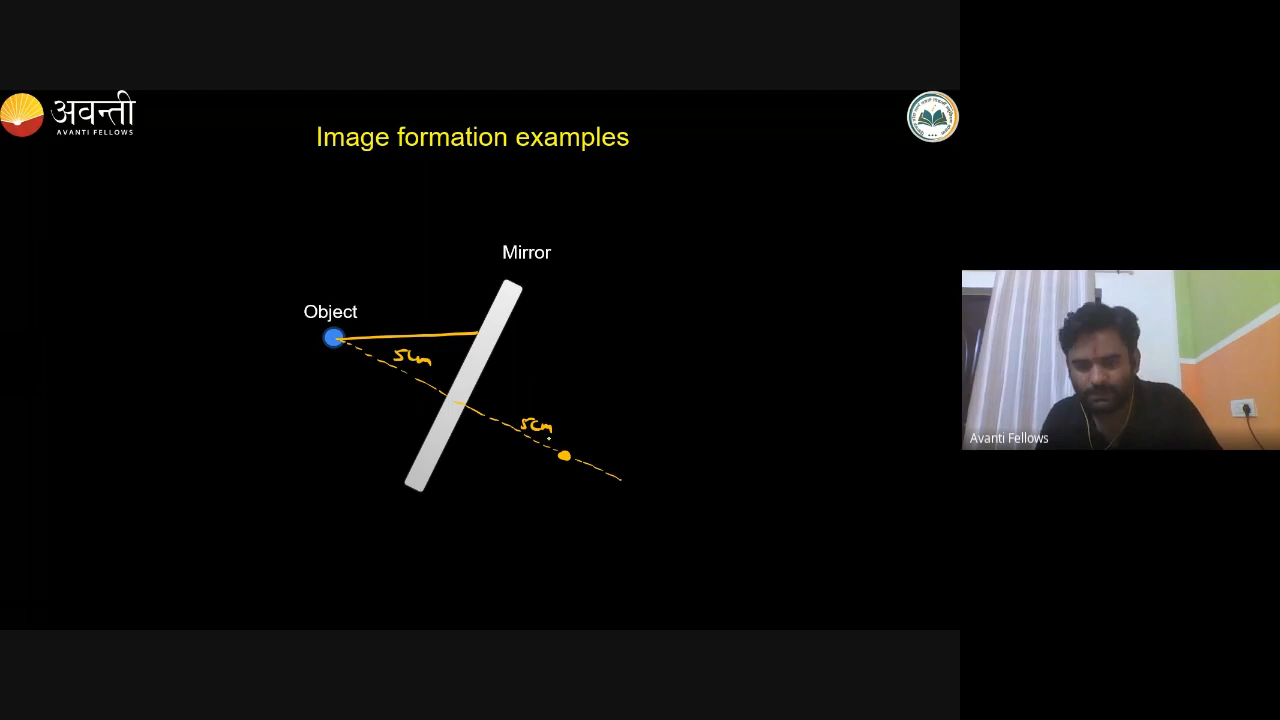 अवन्ती
AVANTI FELLOWS
Image formation examples
Mirror
Object
5cm
5cm
Avanti Fellows